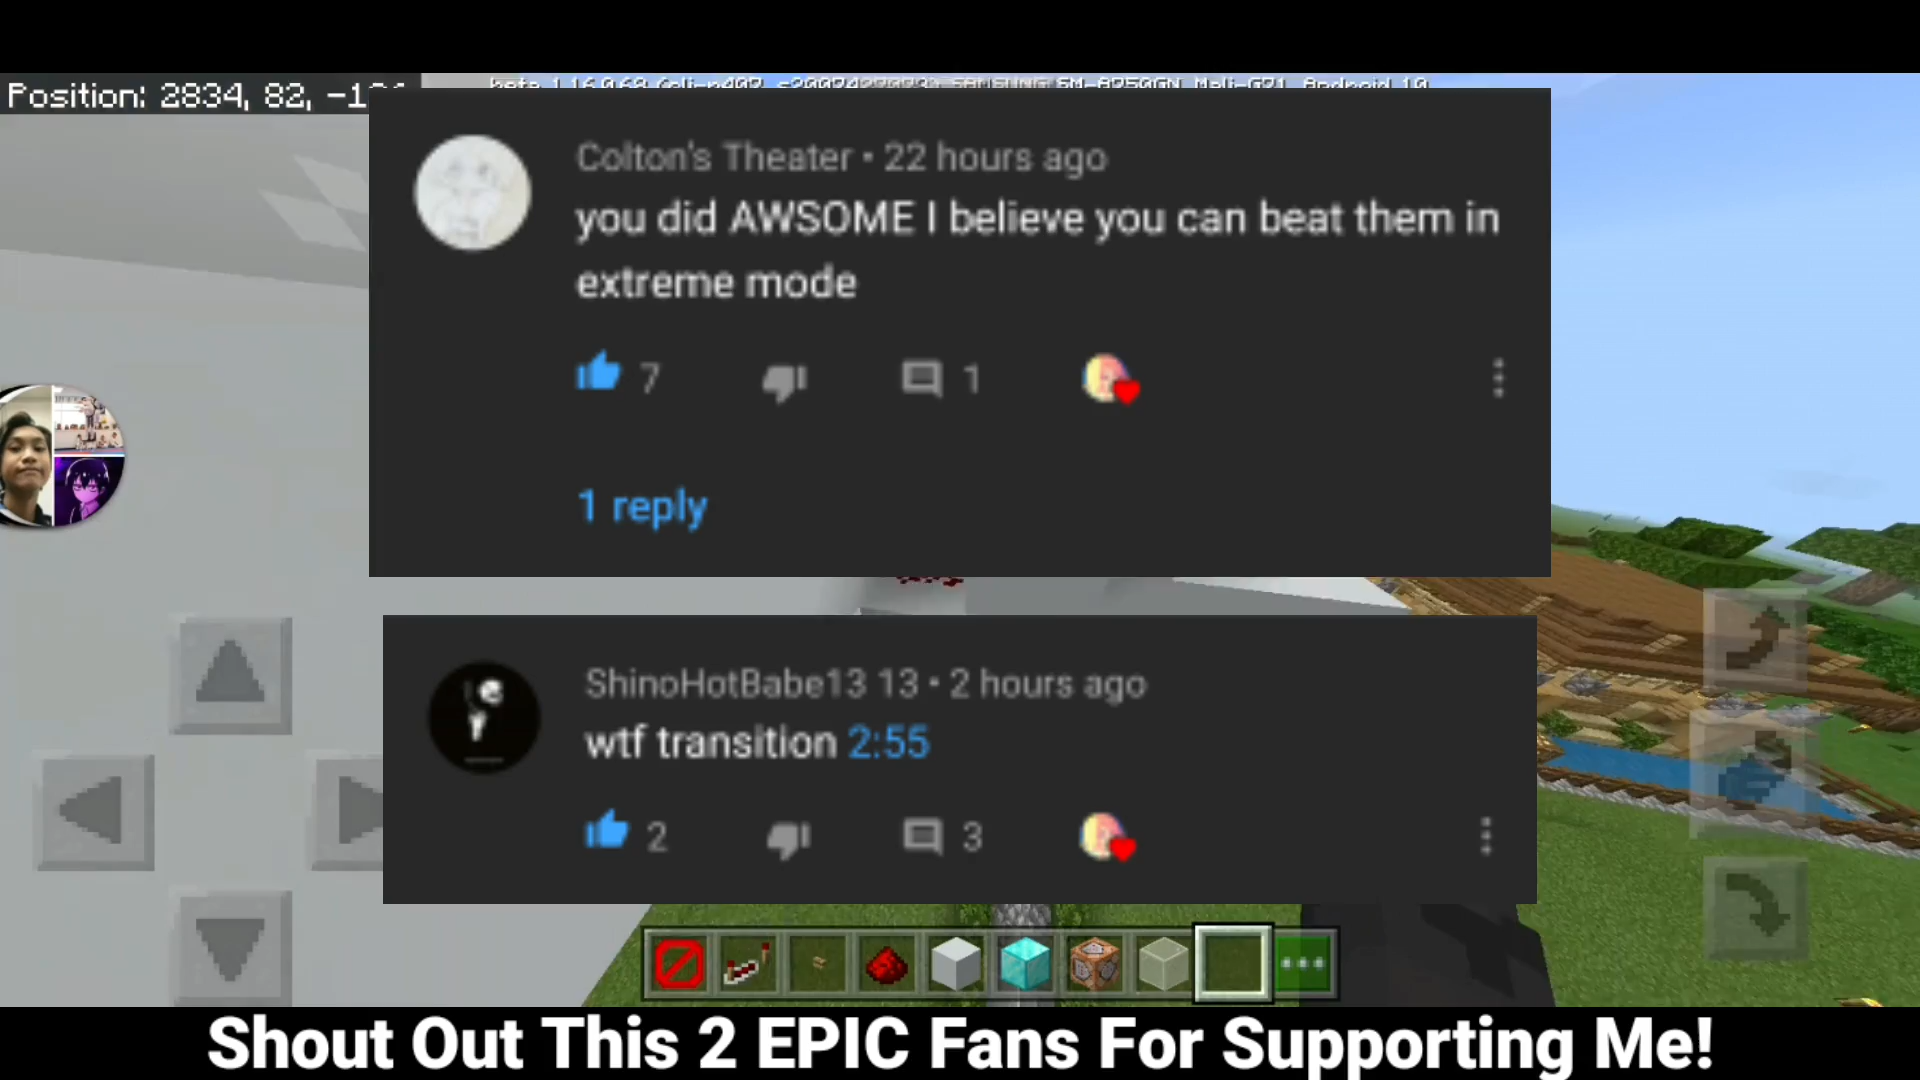 Position: 2834, 82,
Colton's Theater • 22 hours ago
you did AWSOME I believe you can beat them in
extreme mode
7
1
1 reply
ShinoHotBabe13 13 • 2 hours ago
wtf transition 2:55
2
3
Shout Out This 2 EPIC Fans For Supporting Me!